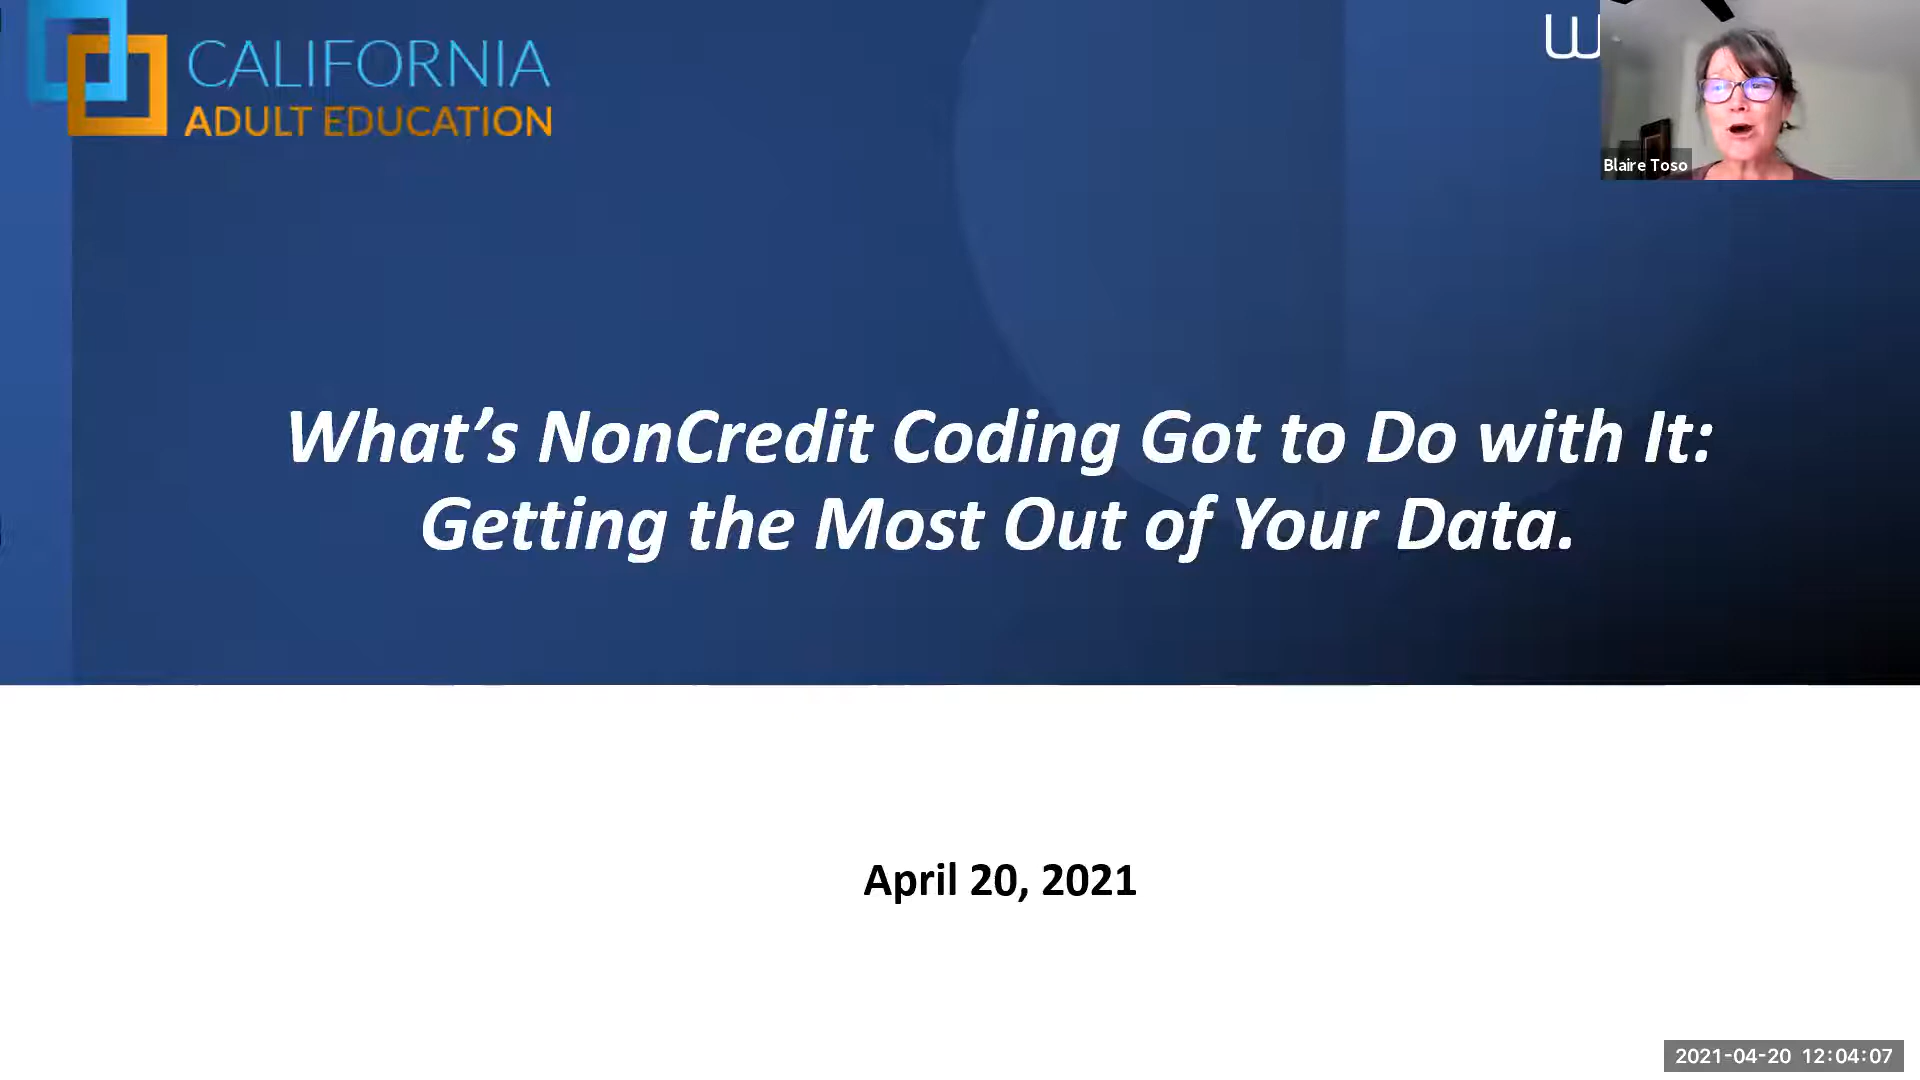 CALIFORNIA
ADULT EDUCATION
W
Blaire Toso
What's NonCredit Coding Got to Do with It:
Getting the Most Out of Your Data.
April 20, 2021
2021-04-20 12:04:07